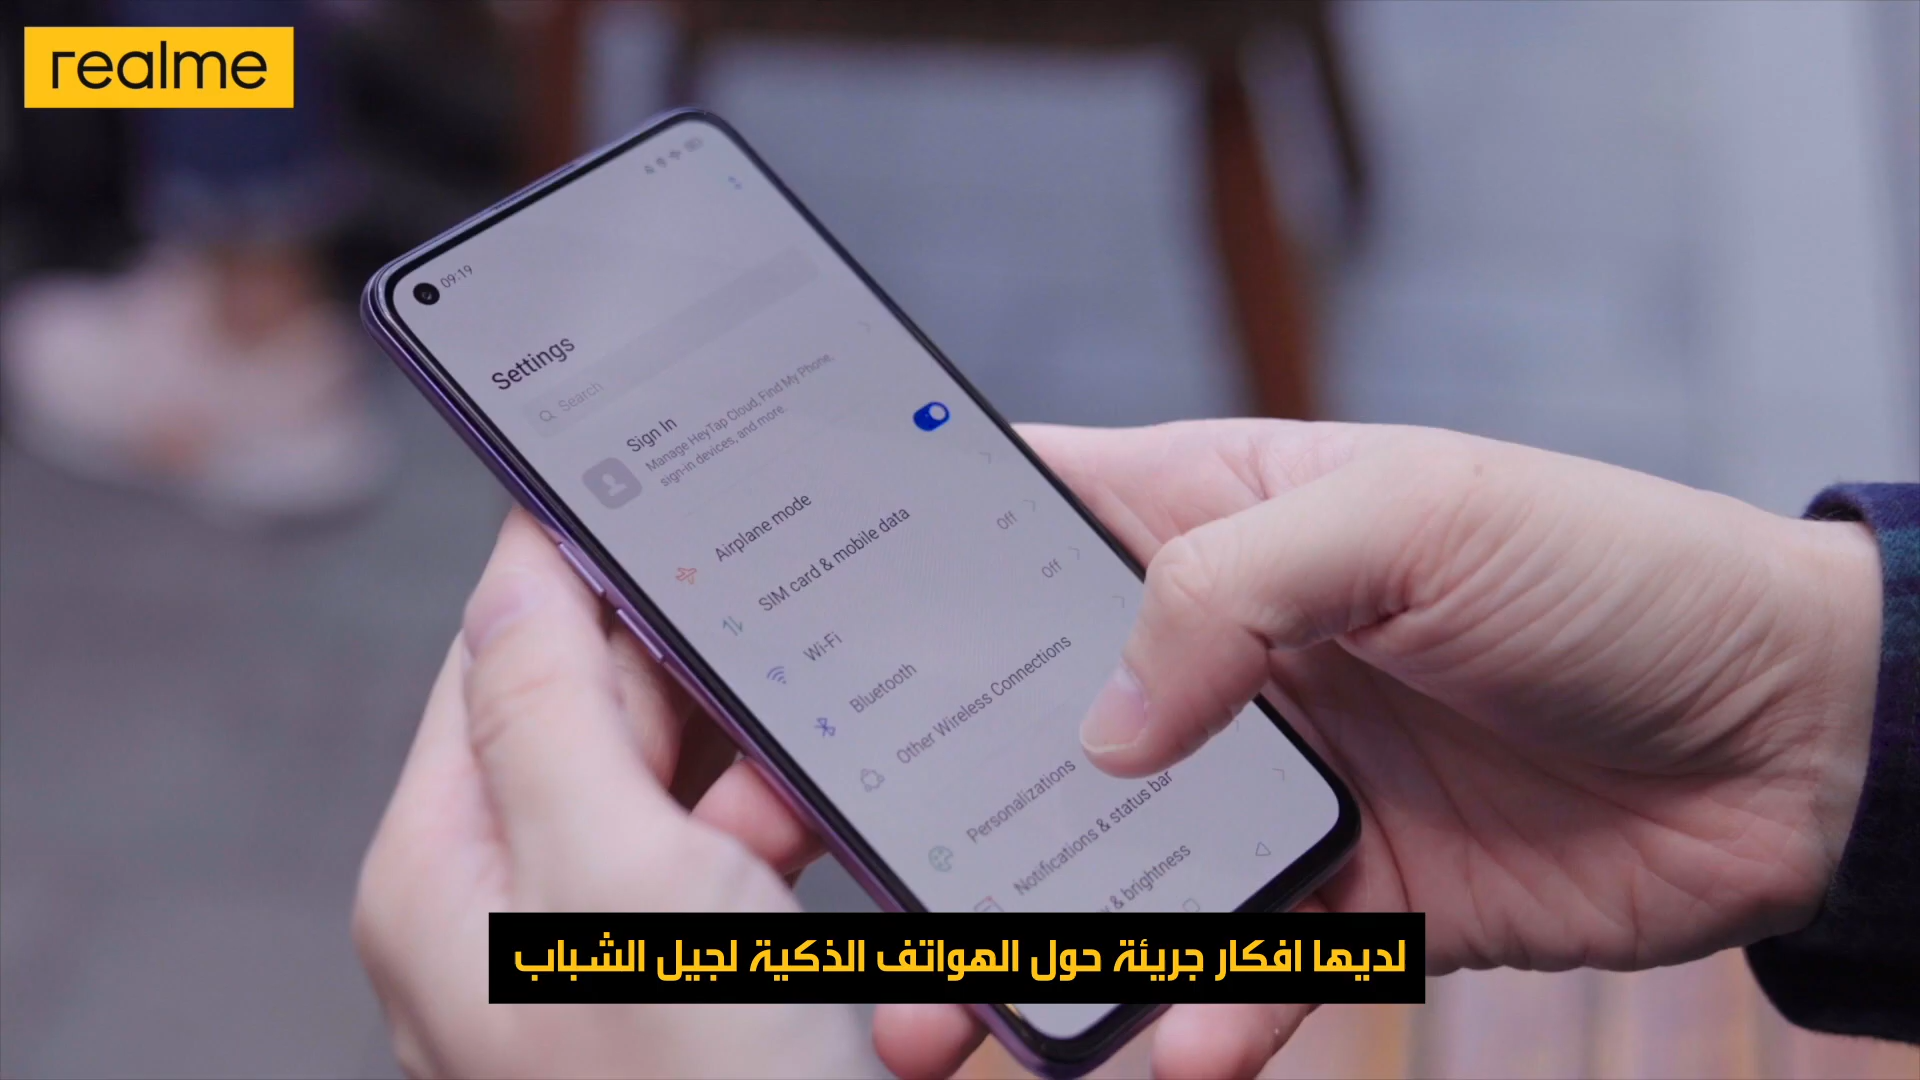 realme
09:19
Settings
Search
Sign In
Manage HeyTap Cloud, Find My Phone,
sign-in devices, and more.
Airplane mode
SIM card & mobile data
Wi-Fi
Off
Bluetooth
Off
Other Wireless Connections
Personalizations
Notifications & status bar
& brightness
لديها افكار جريئة حول الهواتف الذكية لجيل الشباب